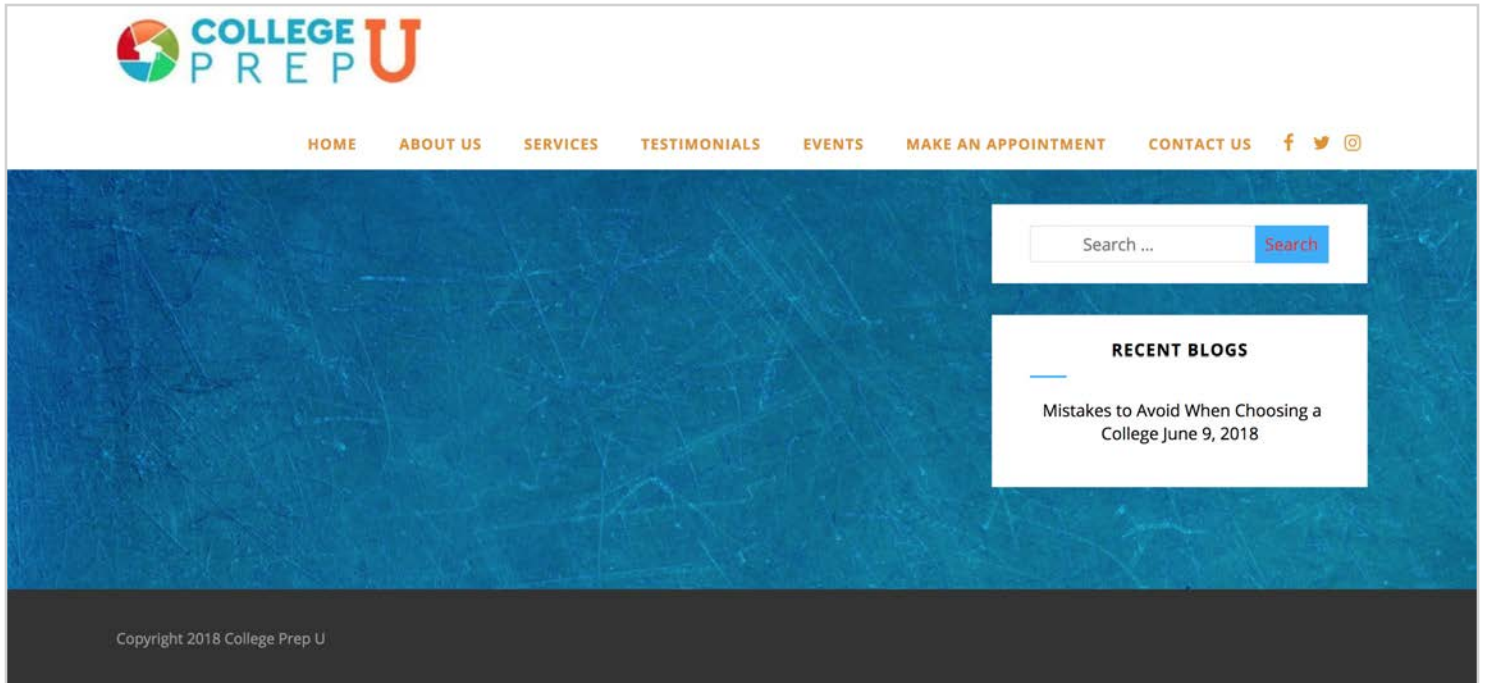 COLLEGE U
PREP
HOME ABOUT US SERVICES TESTIMONIALS EVENTS MAKE AN APPOINTMENT CONTACT US
Search ... Search
RECENT BLOGS
Mistakes to Avoid When Choosing a
College June 9, 2018
Copyright 2018 College Prep U